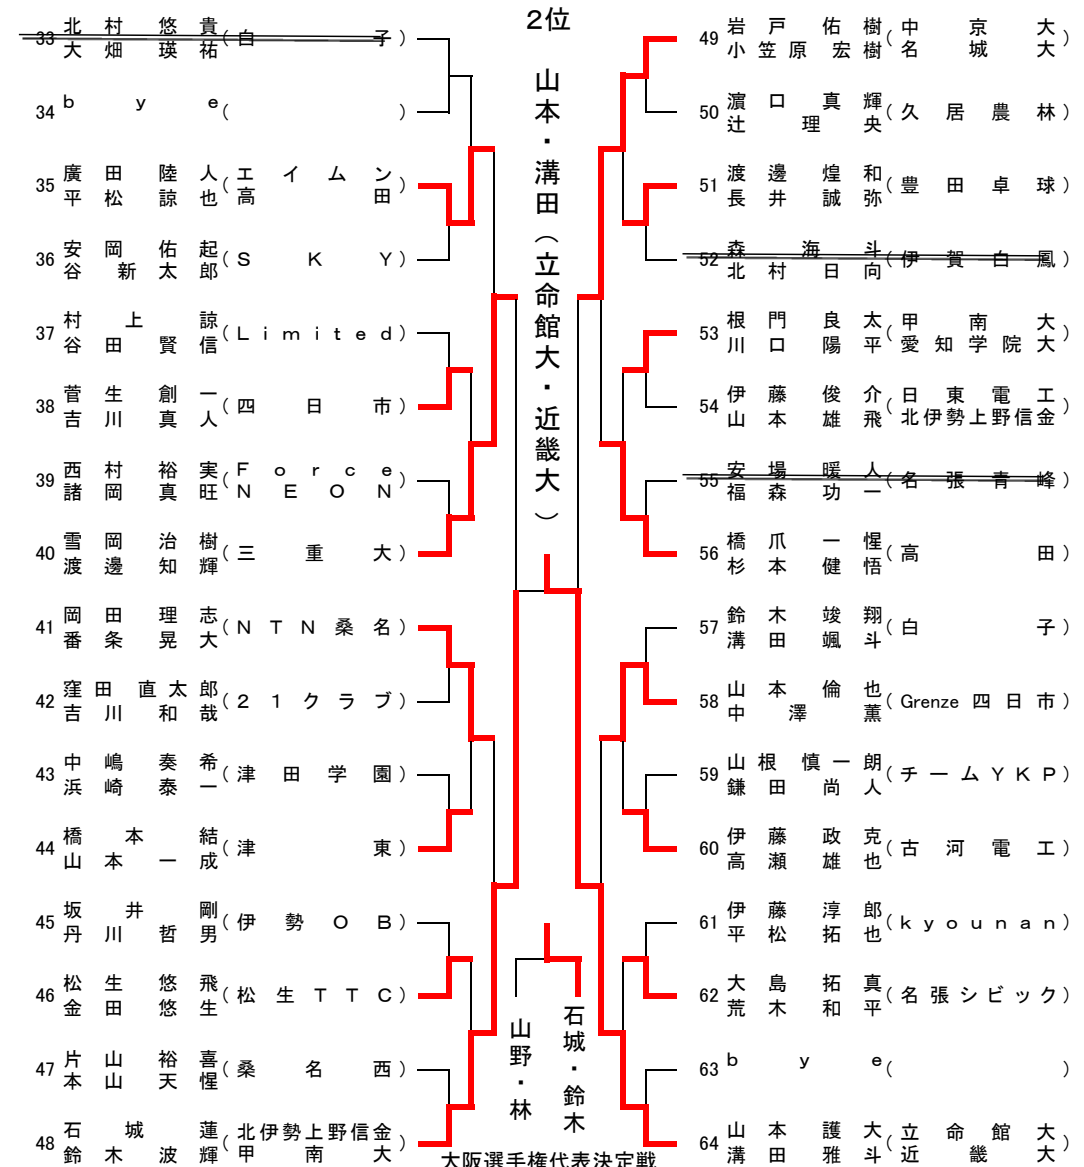 2位
山本・溝田（立命館大・近畿大）
33 北村悠貴 大畑瑛祐 (白子)
34 bye ( )
35 廣田陸人 平松諒也 (エイムン 高田)
36 安岡佑起 谷新太郎 (SKY)
37 村上諒 谷田賢信 (Limited)
38 菅生創一 吉川真人 (四日市)
39 西村裕実 諸岡真旺 (Force NEON)
40 雪岡治樹 渡邊知輝 (三重大)
41 岡田理志 番条晃大 (NTN桑名)
42 窪田直太郎 吉川和哉 (21クラブ)
43 中嶋奏希 浜崎泰一 (津田学園)
44 橋本結 山本一成 (津東)
45 坂井剛 丹川哲男 (伊勢OB)
46 松生悠飛 金田悠生 (松生TTC)
47 片山裕喜 本山天惺 (桑名西)
48 石城蓮 鈴木波輝 (北伊勢上野信金 甲南大)
49 岩戸佑樹 小笠原宏樹 (中京大 名城大)
50 濵口真輝 辻理央 (久居農林)
51 渡邊煌和 長井誠弥 (豊田卓球)
52 森海斗 北村日向 (伊賀白鳳)
53 根門良太 川口陽平 (甲南大 愛知学院大)
54 伊藤俊介 山本雄飛 (日東電工 北伊勢上野信金)
55 安場暖人 福森功一 (名張青峰)
56 橋爪一惺 杉本健悟 (高田)
57 鈴木竣翔 溝田颯斗 (白子)
58 山本倫也 中澤薫 (Grenze四日市)
59 山根慎一朗 鎌田尚人 (チームYKP)
60 伊藤政克 高瀬雄也 (古河電工)
61 伊藤淳郎 平松拓也 (kyounan)
62 大島拓真 荒木和平 (名張シビック)
63 bye ( )
64 山本護大 溝田雅斗 (立命館大 近畿大)
山野・林
石城・鈴木
大阪選手権代表決定戦